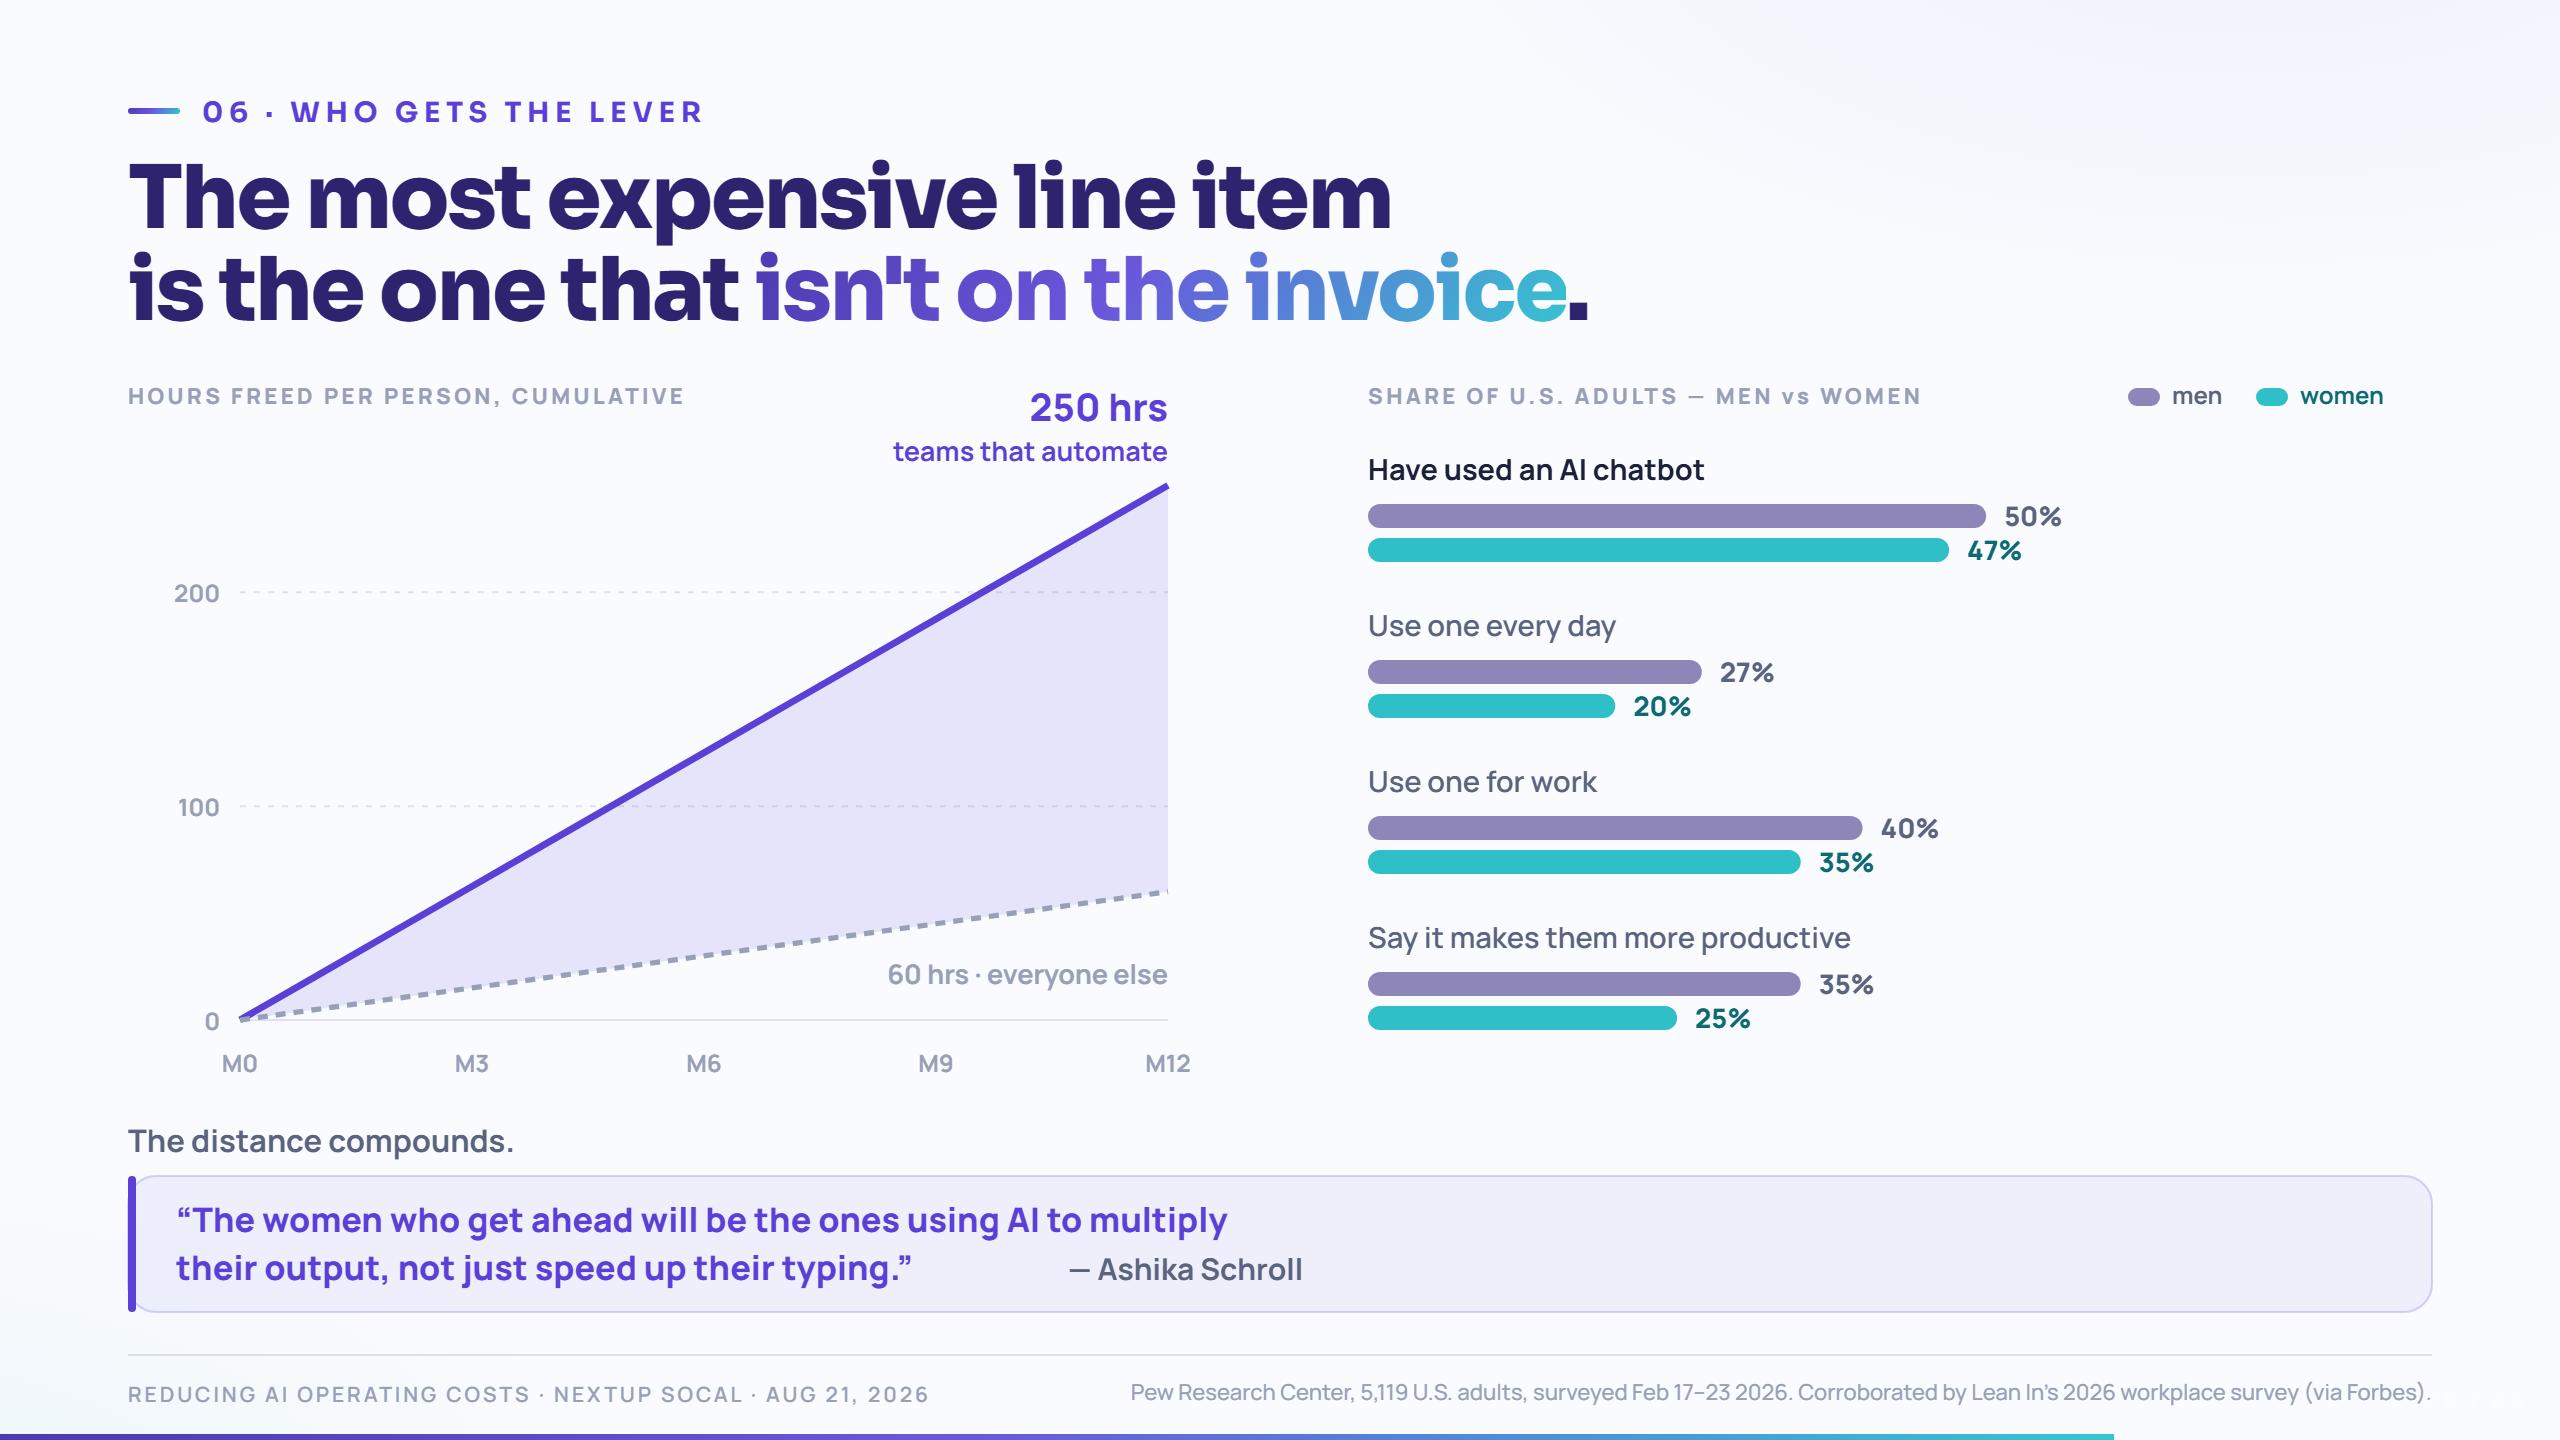 06 · WHO GETS THE LEVER
The most expensive line item
is the one that isn't on the invoice.
HOURS FREED PER PERSON, CUMULATIVE
250 hrs
teams that automate
200
100
0
60 hrs · everyone else
M0 M3 M6 M9 M12
SHARE OF U.S. ADULTS — MEN vs WOMEN
men women
Have used an AI chatbot
50%
47%
Use one every day
27%
20%
Use one for work
40%
35%
Say it makes them more productive
35%
25%
The distance compounds.
“The women who get ahead will be the ones using AI to multiply
their output, not just speed up their typing.” — Ashika Schroll
REDUCING AI OPERATING COSTS · NEXTUP SOCAL · AUG 21, 2026
Pew Research Center, 5,119 U.S. adults, surveyed Feb 17–23 2026. Corroborated by Lean In’s 2026 workplace survey (via Forbes).